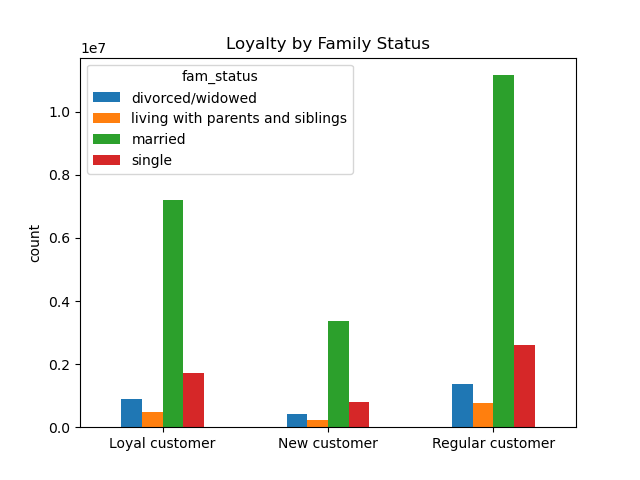 Loyalty by Family Status
1e7
fam_status
divorced/widowed
living with parents and siblings
married
single
1.0
0.8
0.6
0.4
0.2
0.0
count
Loyal customer
New customer
Regular customer